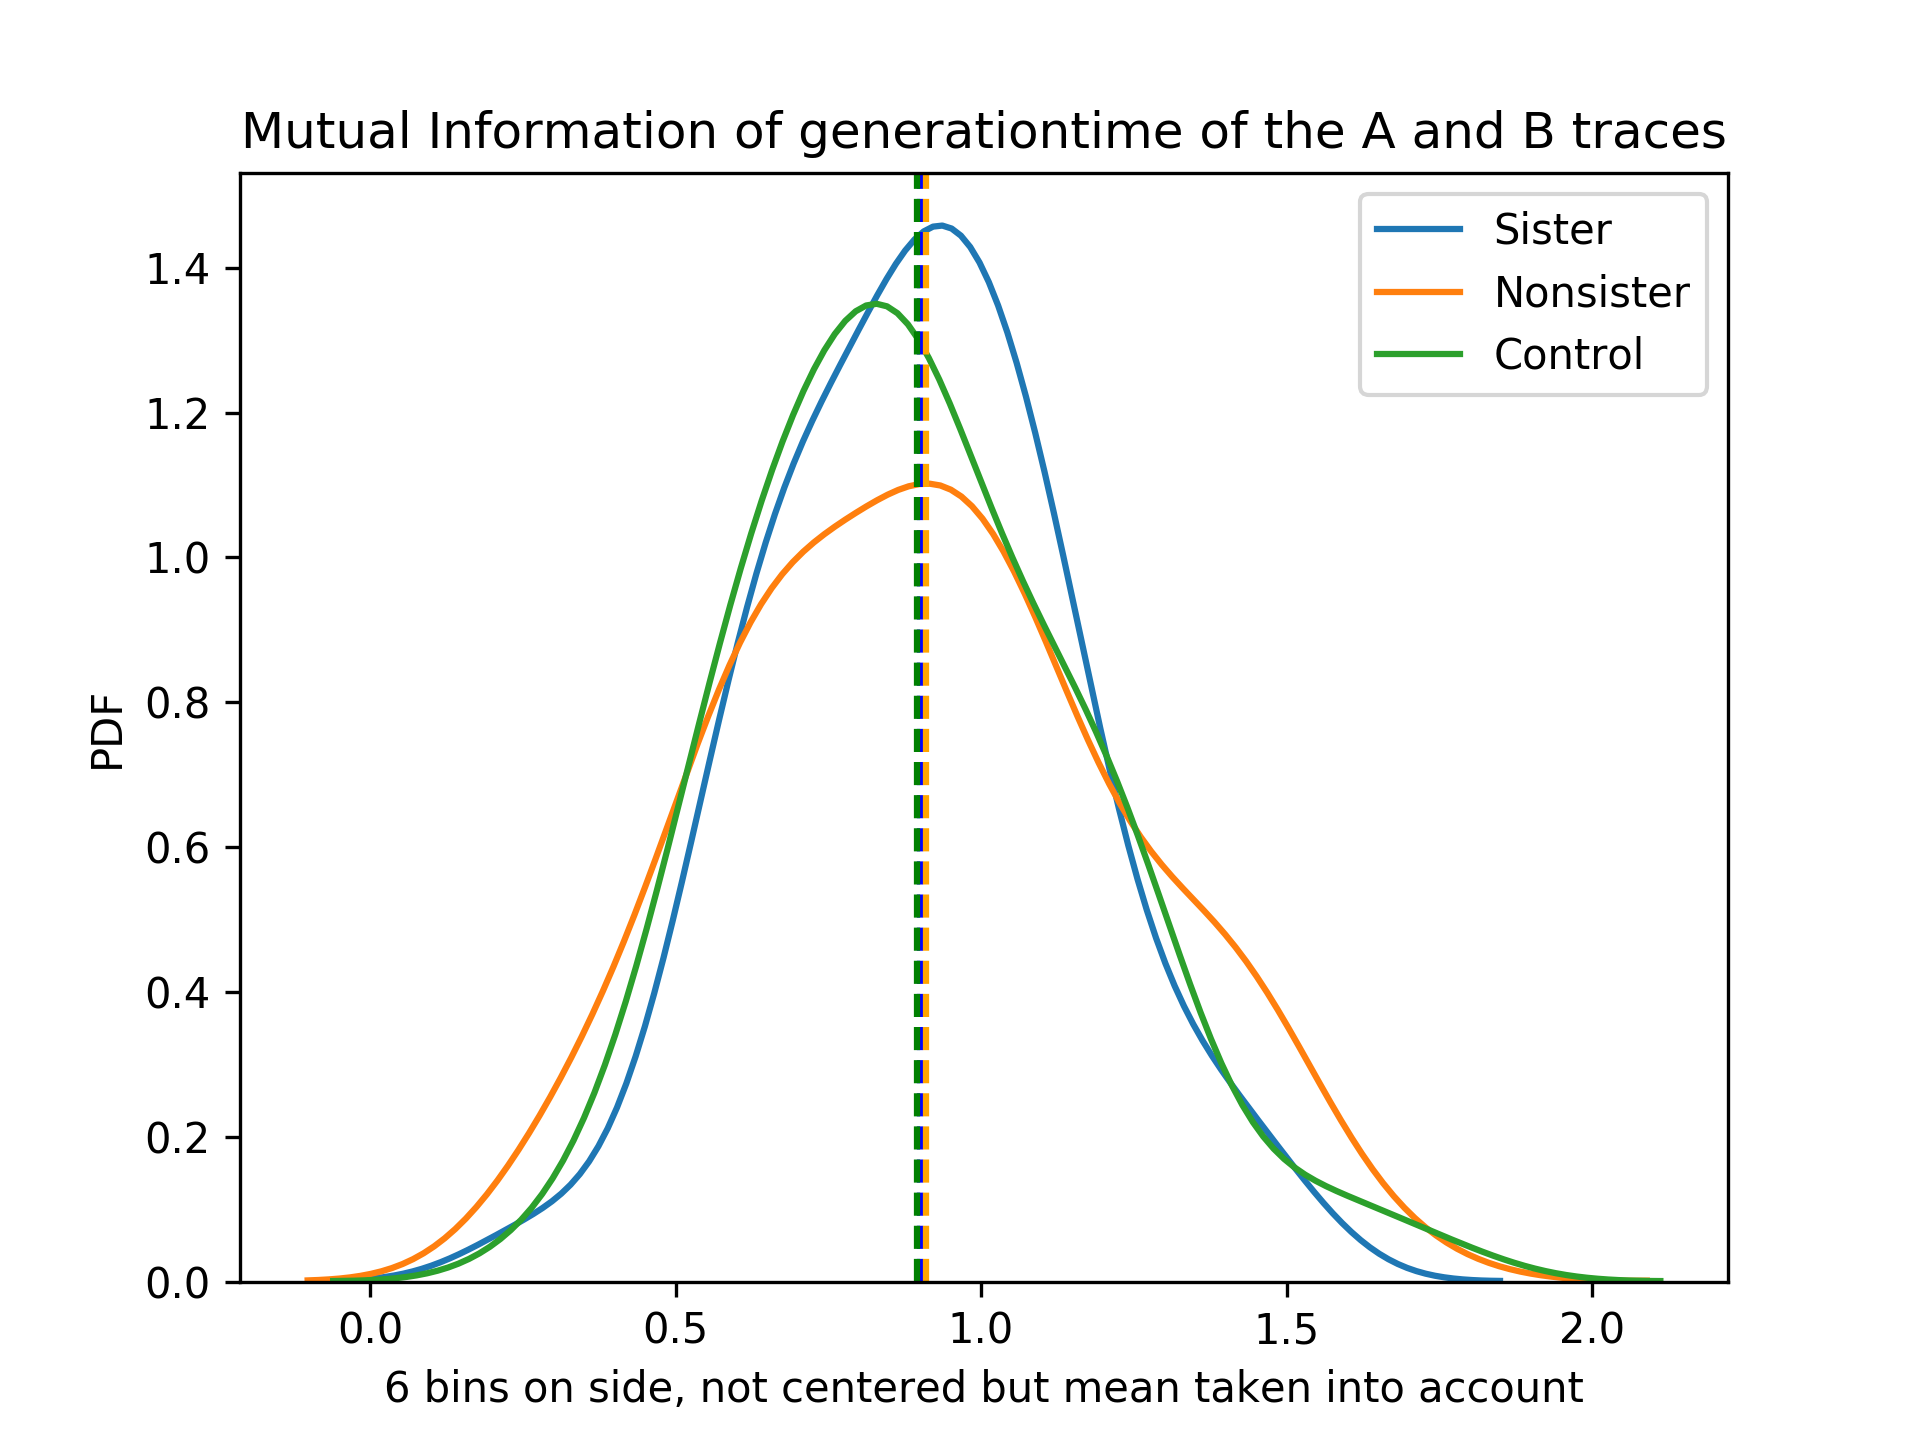 Mutual Information of generationtime of the A and B traces
Sister
Nonsister
Control
PDF
1.4
1.2
1.0
0.8
0.6
0.4
0.2
0.0
0.0 0.5 1.0 1.5 2.0
6 bins on side, not centered but mean taken into account